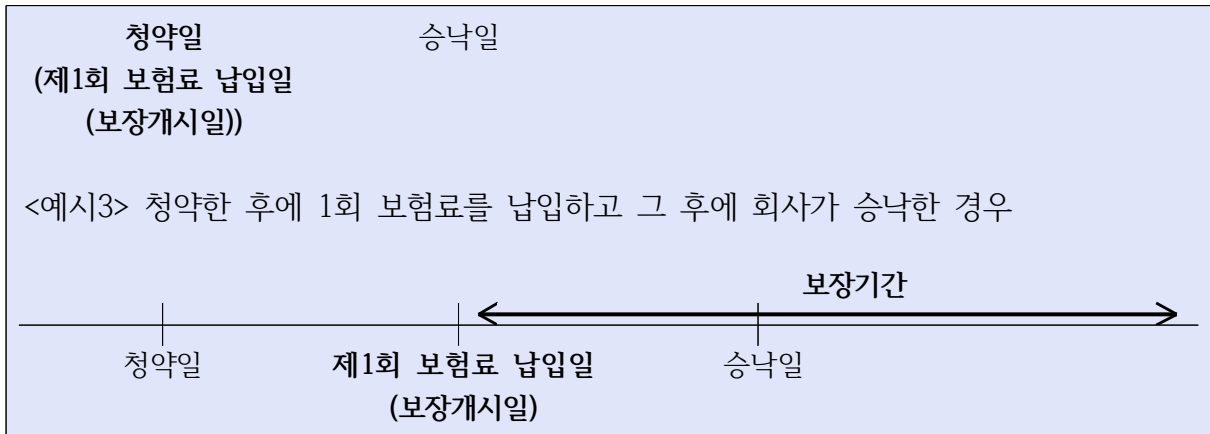 청약일 승낙일
(제1회 보험료 납입일
(보장개시일))
<예시3> 청약한 후에 1회 보험료를 납입하고 그 후에 회사가 승낙한 경우
보장기간
청약일 제1회 보험료 납입일 승낙일
(보장개시일)